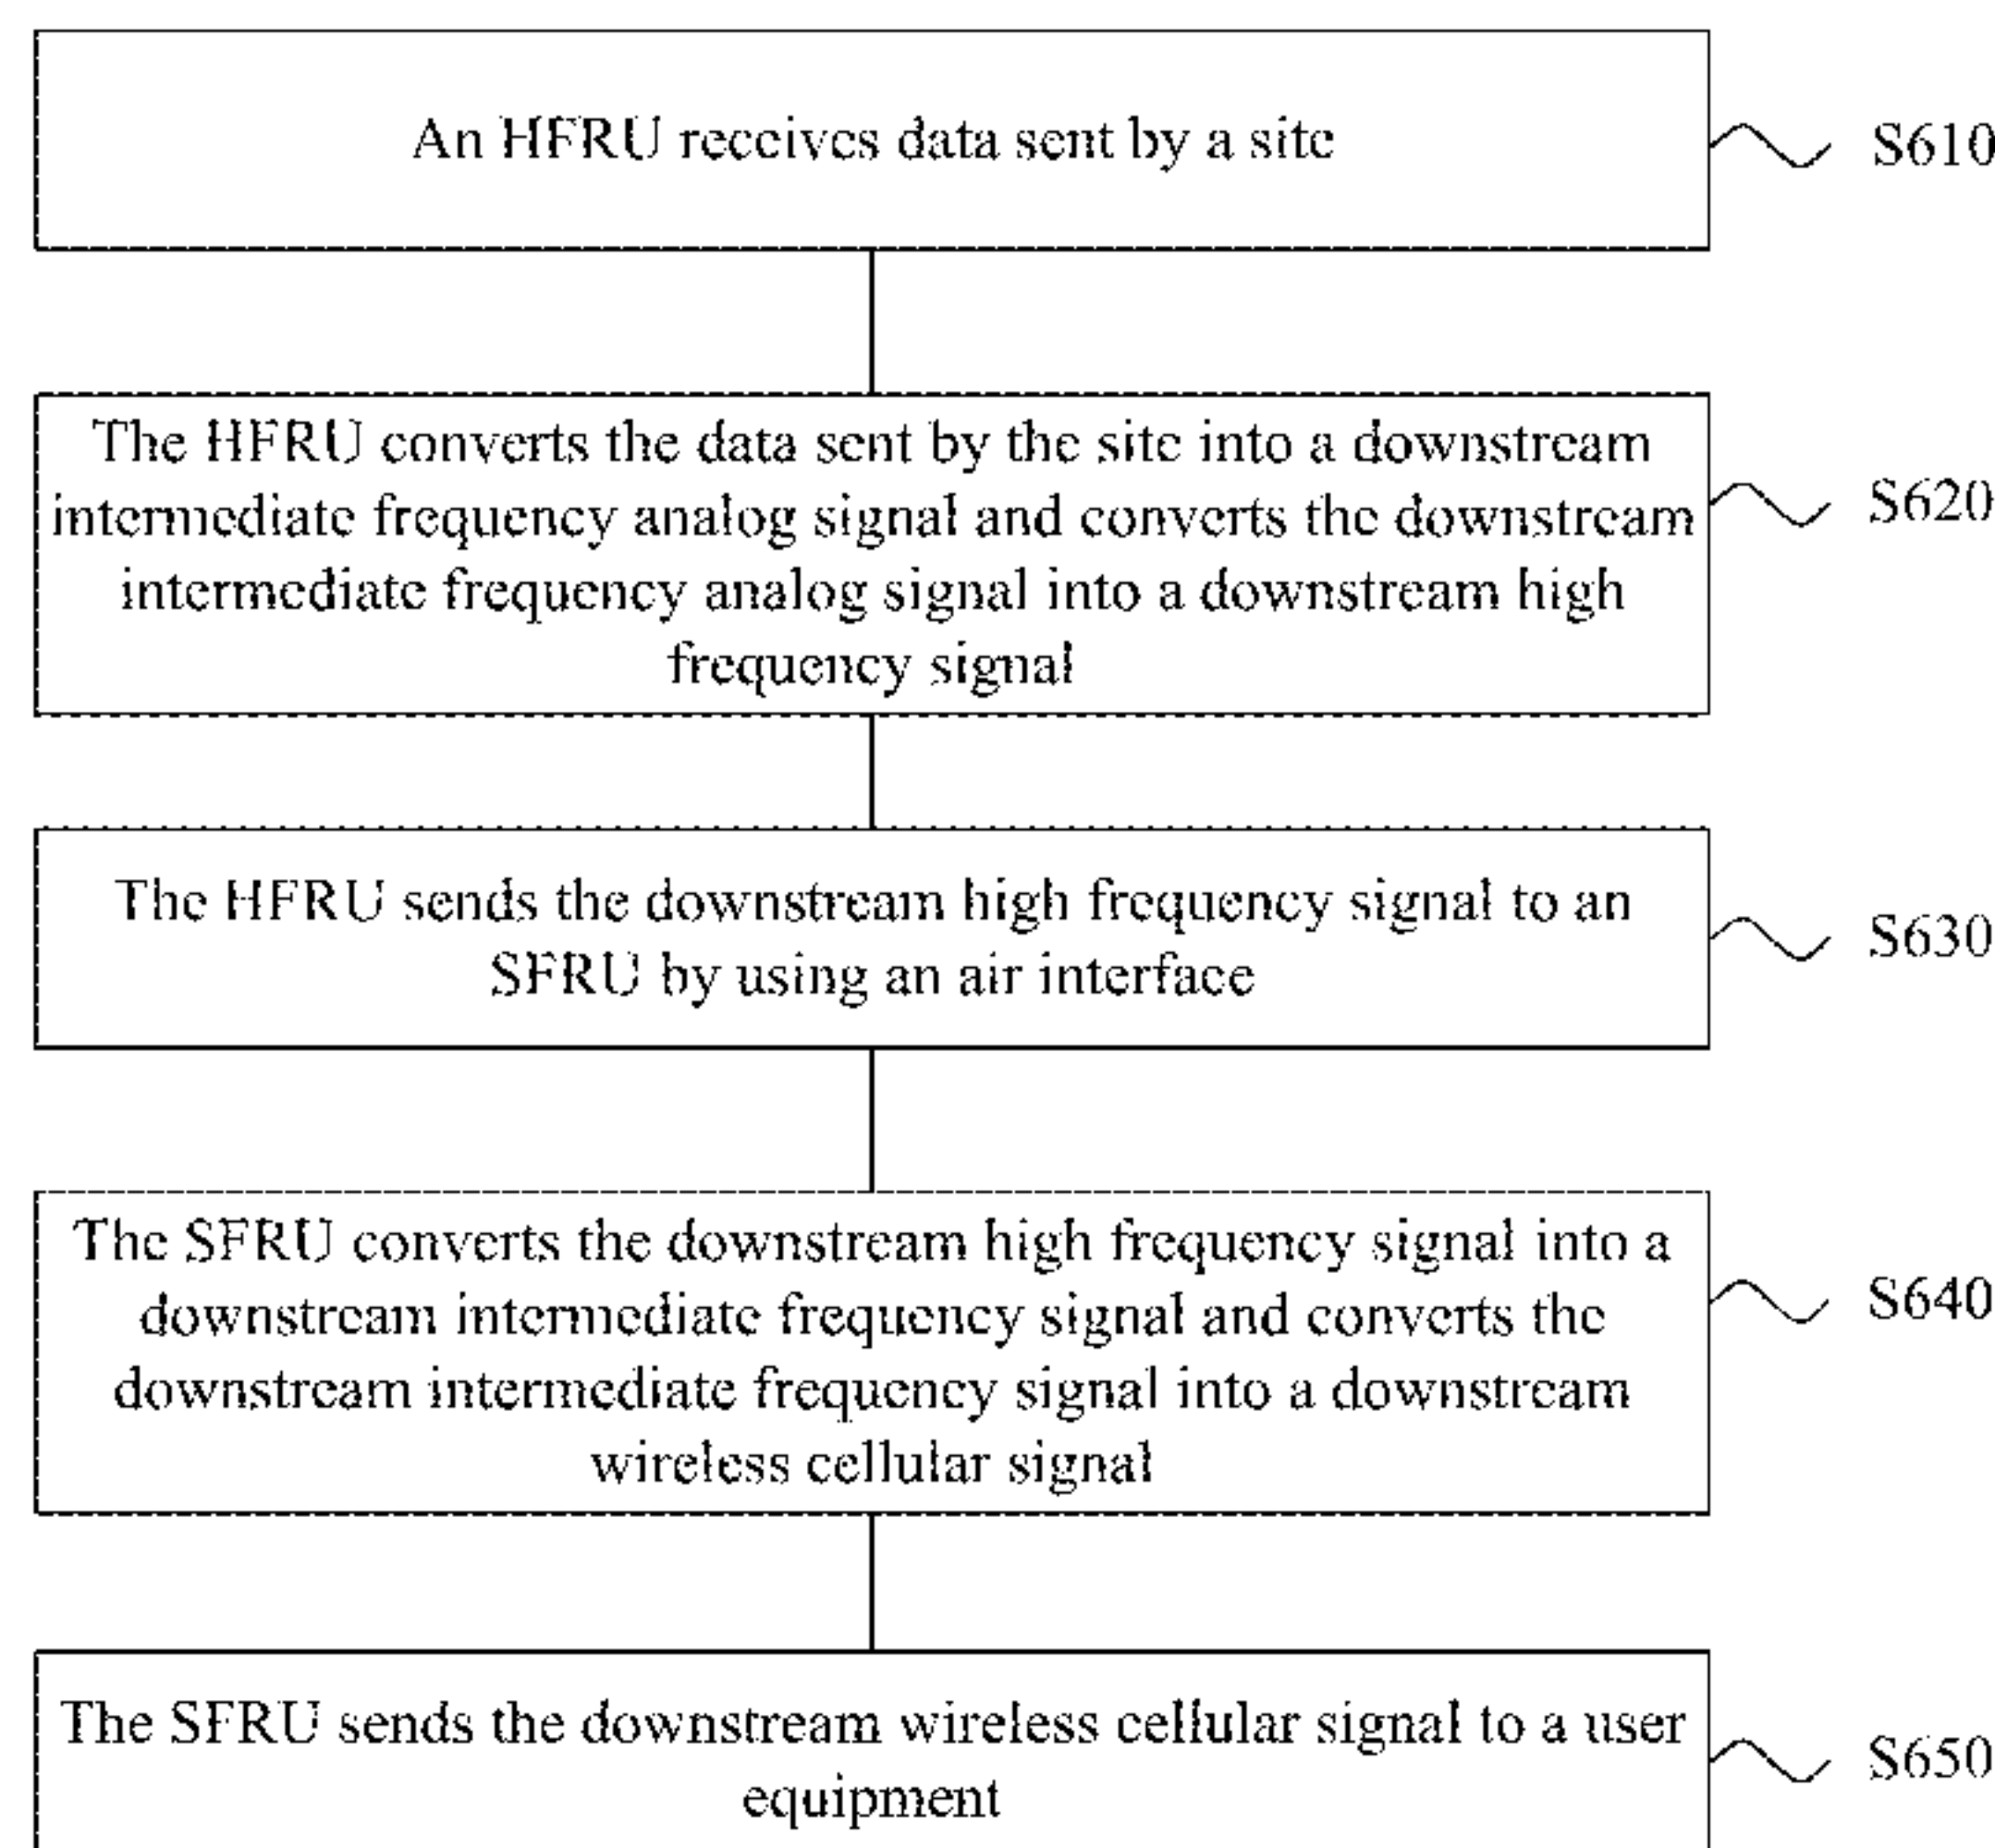 An HFRU receives data sent by a site
S610
The HFRU converts the data sent by the site into a downstream
intermediate frequency analog signal and converts the downstream
intermediate frequency analog signal into a downstream high
frequency signal
S620
The HFRU sends the downstream high frequency signal to an
SFRU by using an air interface
S630
The SFRU converts the downstream high frequency signal into a
downstream intermediate frequency signal and converts the
downstream intermediate frequency signal into a downstream
wireless cellular signal
S640
The SFRU sends the downstream wireless cellular signal to a user
equipment
S650